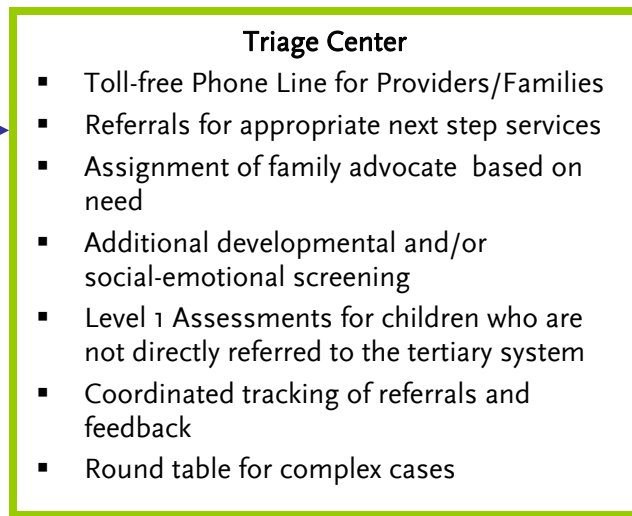 Triage Center
▪ Toll-free Phone Line for Providers/Families
▪ Referrals for appropriate next step services
▪ Assignment of family advocate based on
need
▪ Additional developmental and/or
social-emotional screening
▪ Level 1 Assessments for children who are
not directly referred to the tertiary system
▪ Coordinated tracking of referrals and
feedback
▪ Round table for complex cases